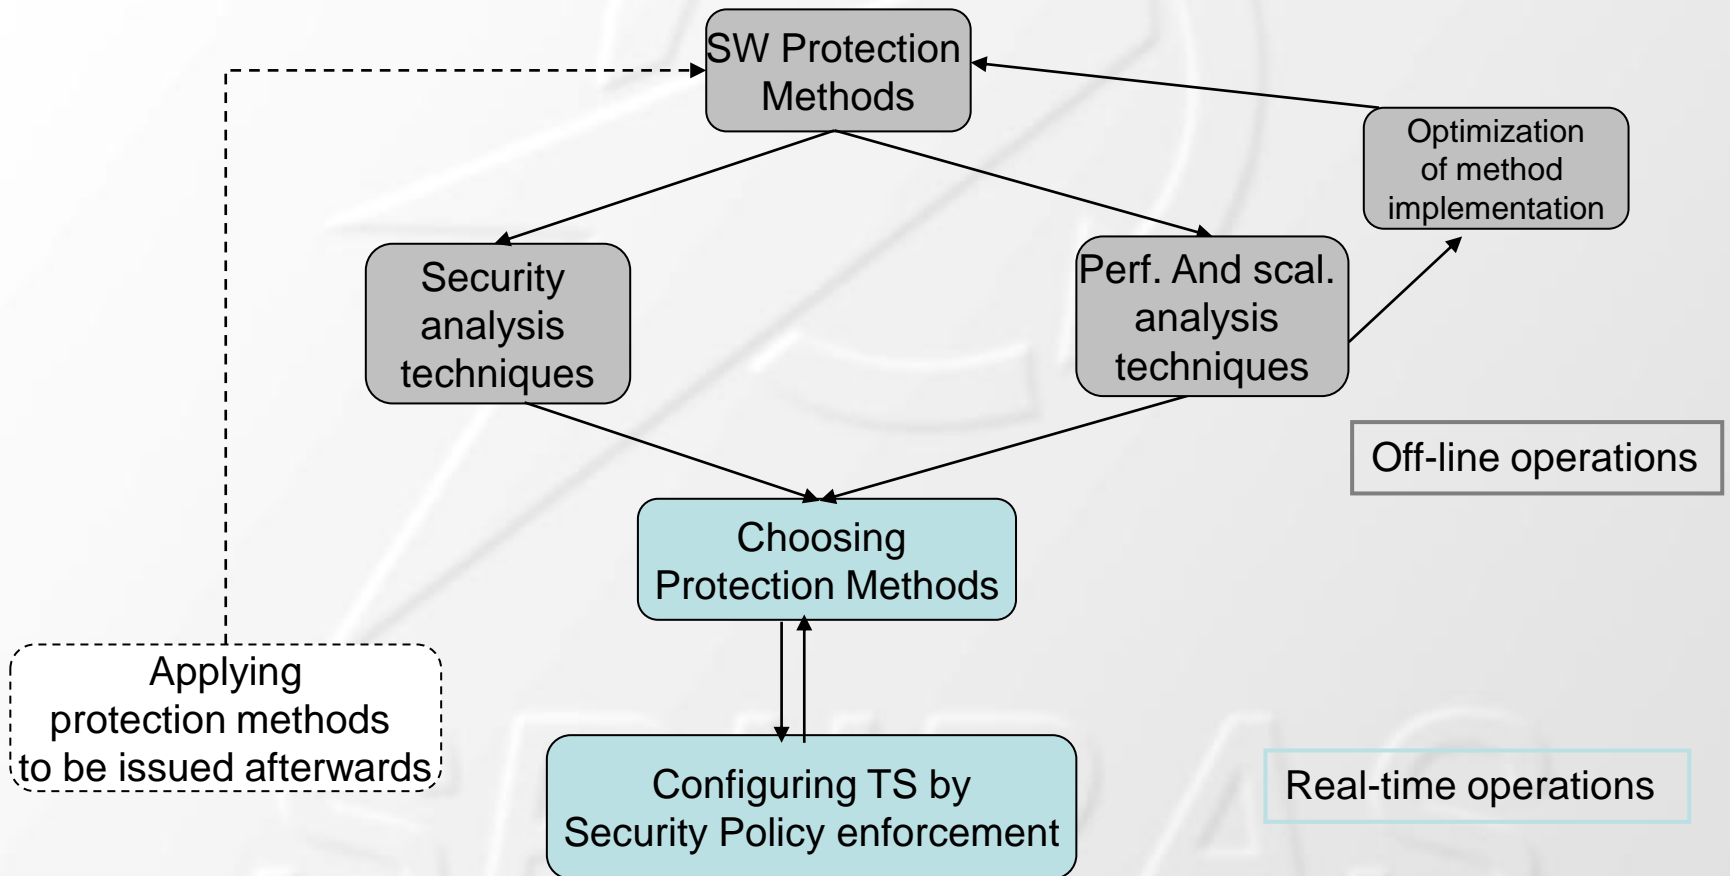 SW Protection
Methods
Optimization
of method
implementation
Security
analysis
techniques
Perf. And scal.
analysis
techniques
Off-line operations
Choosing
Protection Methods
Applying
protection methods
to be issued afterwards
Configuring TS by
Security Policy enforcement
Real-time operations